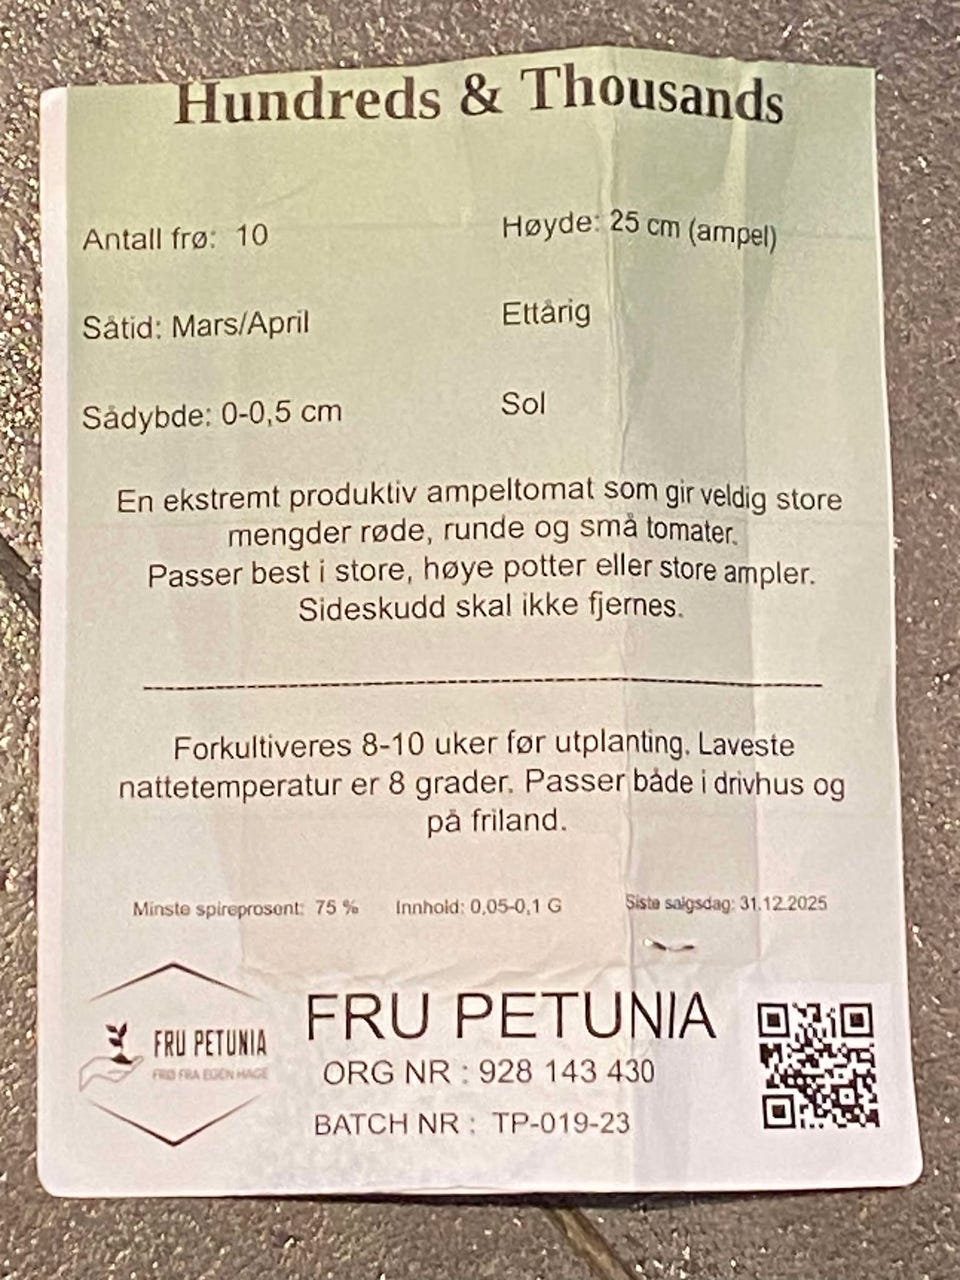 Hundreds & Thousands
Antall frø: 10
Høyde: 25 cm (ampel)
Såtid: Mars/April
Ettårig
Sådybde: 0-0,5 cm
Sol
En ekstremt produktiv ampeltomat som gir veldig store
mengder røde, runde og små tomater.
Passer best i store, høye potter eller store ampler.
Sideskudd skal ikke fjernes.
Forkultiveres 8-10 uker før utplanting. Laveste
nattetemperatur er 8 grader. Passer både i drivhus og
på friland.
Minste spireprosent: 75 % Innhold: 0,05-0,1 G Siste salgsdag: 31.12.2025
FRU PETUNIA
FRØ FRA EGEN HAGE
FRU PETUNIA
ORG NR : 928 143 430
BATCH NR : TP-019-23